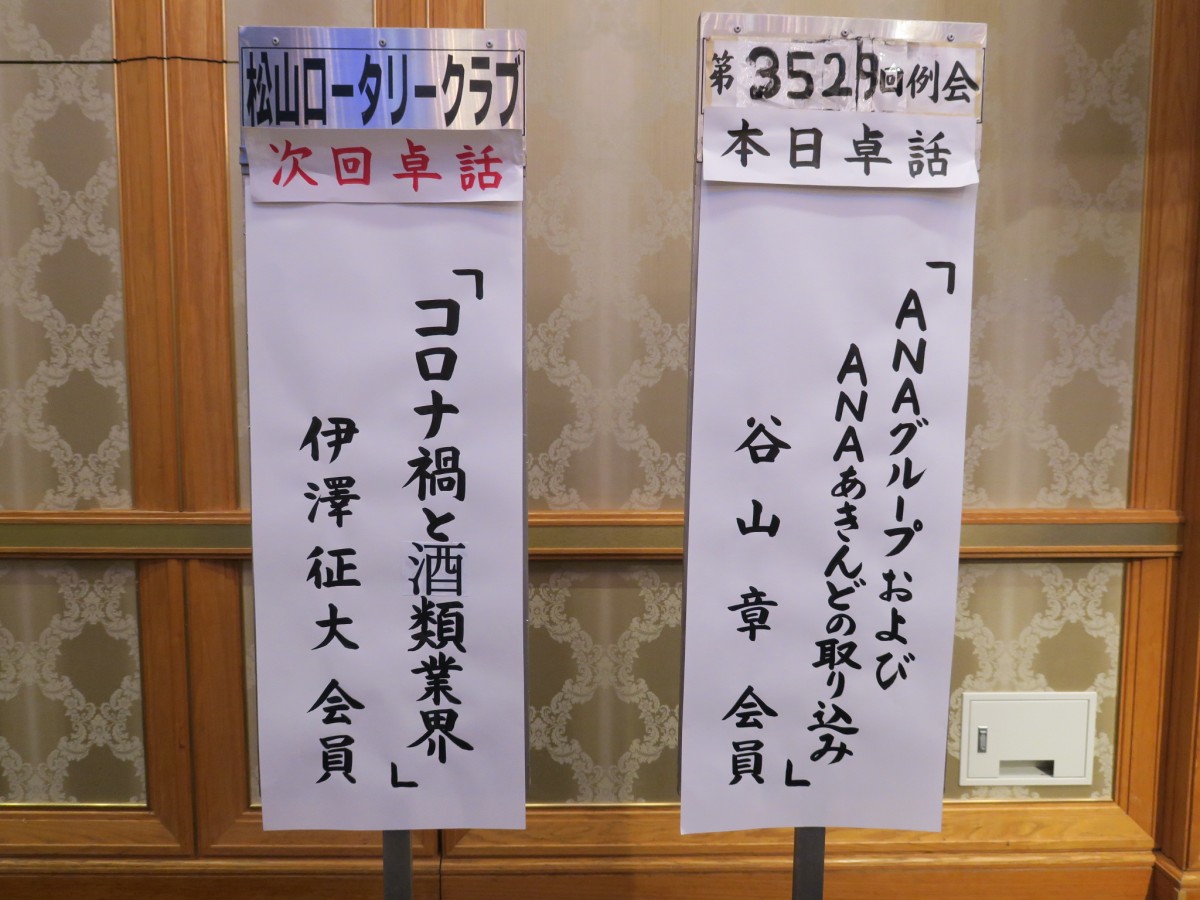 松山ロータリークラブ
次回卓話
「コロナ禍と酒類業界」
伊澤征大 会員
第3529回例会
本日卓話
「ANAグループおよび
ANAあきんどの取り込み」
谷山章 会員